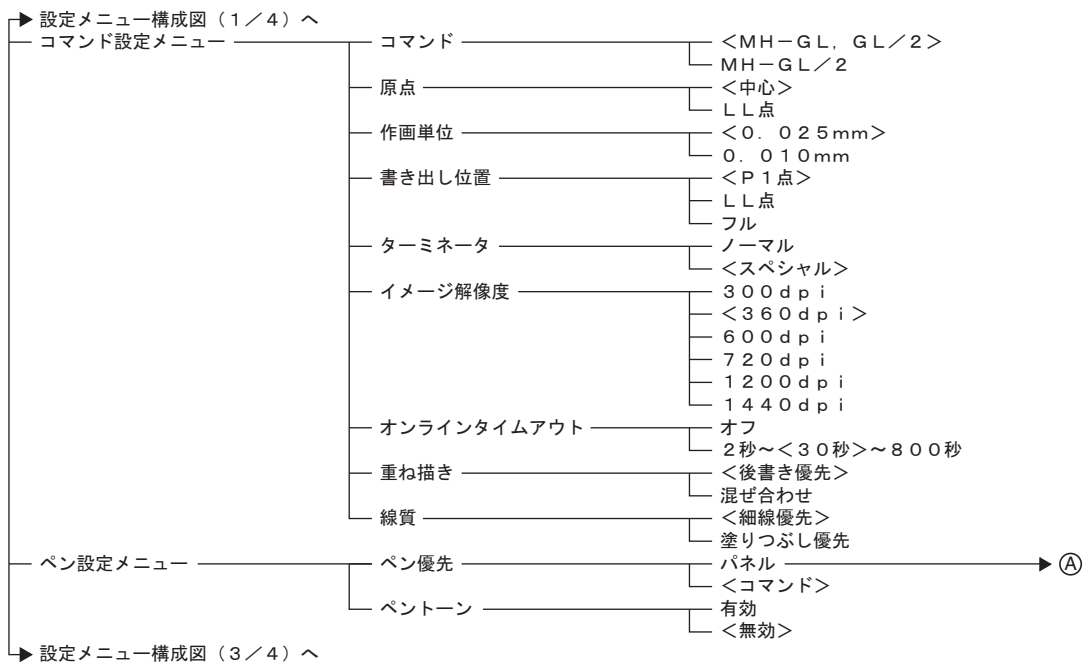 設定メニュー構成図（１／４）へ
コマンド設定メニュー コマンド ＜ＭＨ－ＧＬ，ＧＬ／２＞
ＭＨ－ＧＬ／２
原点 ＜中心＞
ＬＬ点
作画単位 ＜０．０２５mm＞
０．０１０mm
書き出し位置 ＜Ｐ１点＞
ＬＬ点
フル
ターミネータ ノーマル
＜スペシャル＞
イメージ解像度 ３００ｄｐｉ
＜３６０ｄｐｉ＞
６００ｄｐｉ
７２０ｄｐｉ
１２００ｄｐｉ
１４４０ｄｐｉ
オンラインタイムアウト オフ
２秒～＜３０秒＞～８００秒
重ね描き ＜後書き優先＞
混ぜ合わせ
線質 ＜細線優先＞
塗りつぶし優先
ペン設定メニュー ペン優先 パネル Ⓐ
＜コマンド＞
ペントーン 有効
＜無効＞
設定メニュー構成図（３／４）へ